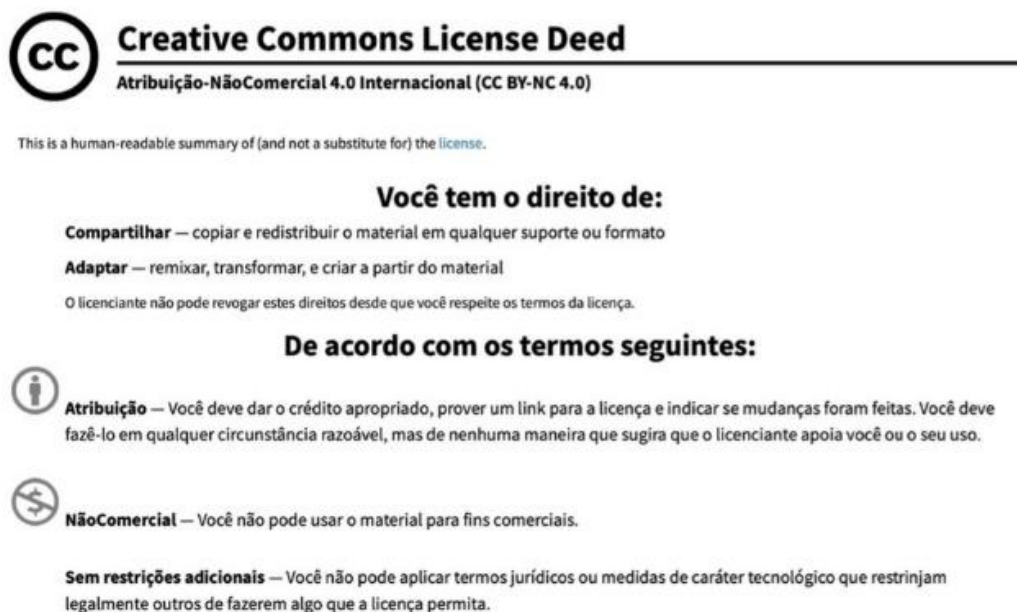 CC
Creative Commons License Deed
Atribuição-NãoComercial 4.0 Internacional (CC BY-NC 4.0)
This is a human-readable summary of (and not a substitute for) the license.
Você tem o direito de:
Compartilhar — copiar e redistribuir o material em qualquer suporte ou formato
Adaptar — remixar, transformar, e criar a partir do material
O licenciante não pode revogar estes direitos desde que você respeite os termos da licença.
De acordo com os termos seguintes:
Atribuição — Você deve dar o crédito apropriado, prover um link para a licença e indicar se mudanças foram feitas. Você deve
fazê-lo em qualquer circunstância razoável, mas de nenhuma maneira que sugira que o licenciante apoia você ou o seu uso.
NãoComercial — Você não pode usar o material para fins comerciais.
Sem restrições adicionais — Você não pode aplicar termos jurídicos ou medidas de caráter tecnológico que restrinjam
legalmente outros de fazerem algo que a licença permita.